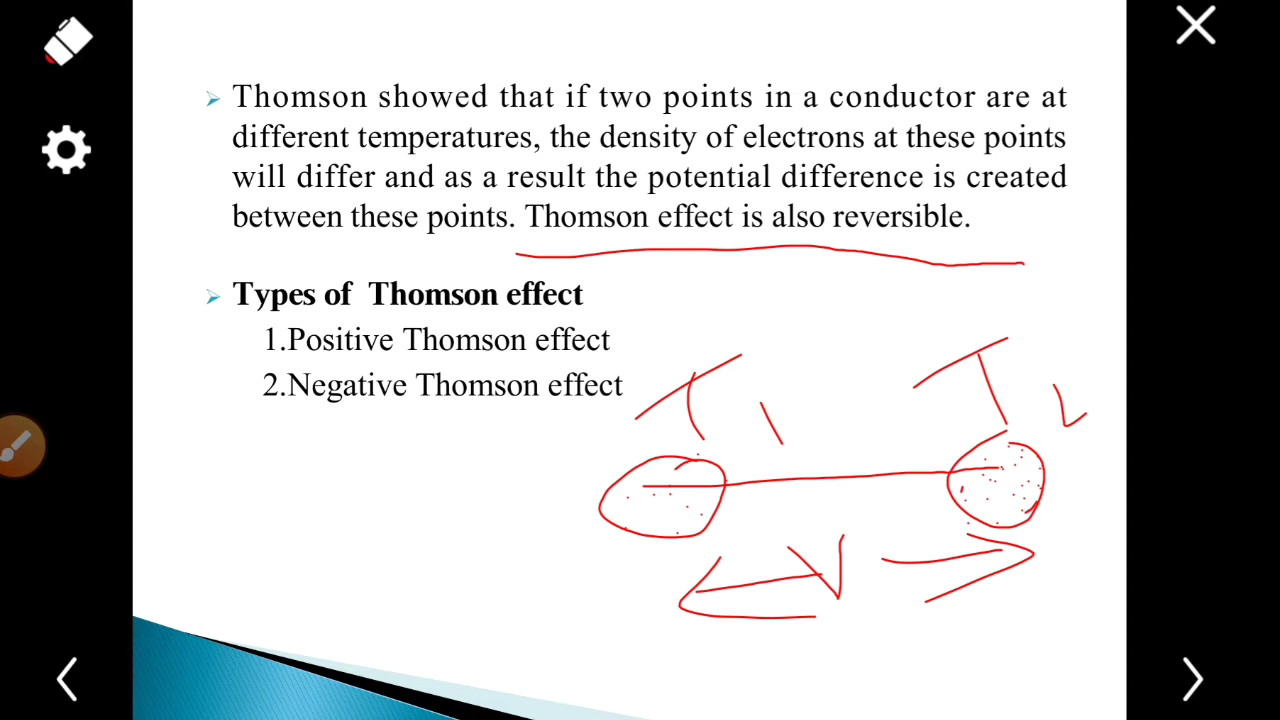 Thomson showed that if two points in a conductor are at
different temperatures, the density of electrons at these points
will differ and as a result the potential difference is created
between these points. Thomson effect is also reversible.
Types of Thomson effect
1.Positive Thomson effect
2.Negative Thomson effect
T1
T2
V